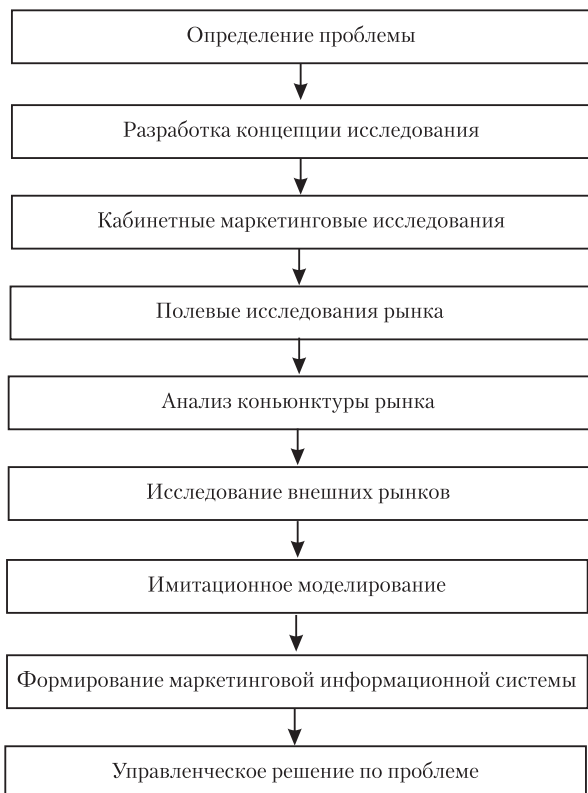 Определение проблемы
Разработка концепции исследования
Кабинетные маркетинговые исследования
Полевые исследования рынка
Анализ коньюнктуры рынка
Исследование внешних рынков
Имитационное моделирование
Формирование маркетинговой информационной системы
Управленческое решение по проблеме